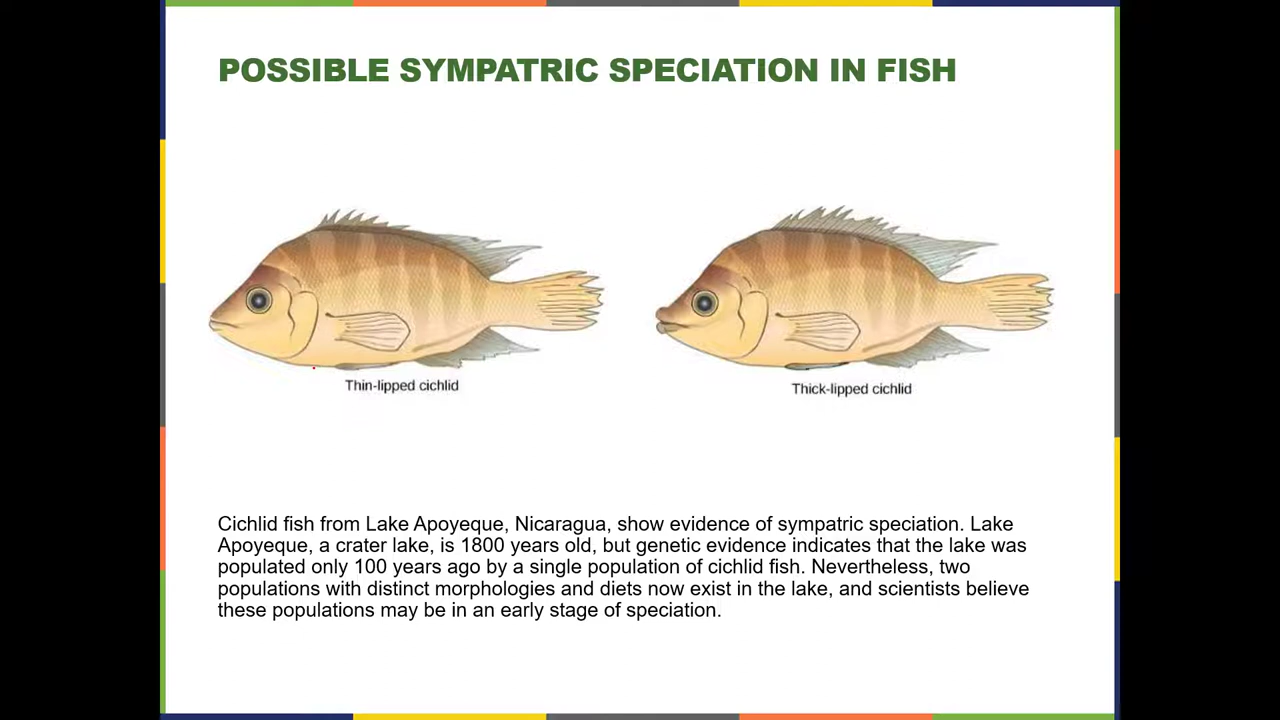 POSSIBLE SYMPATRIC SPECIATION IN FISH
Thin-lipped cichlid
Thick-lipped cichlid
Cichlid fish from Lake Apoyeque, Nicaragua, show evidence of sympatric speciation. Lake
Apoyeque, a crater lake, is 1800 years old, but genetic evidence indicates that the lake was
populated only 100 years ago by a single population of cichlid fish. Nevertheless, two
populations with distinct morphologies and diets now exist in the lake, and scientists believe
these populations may be in an early stage of speciation.